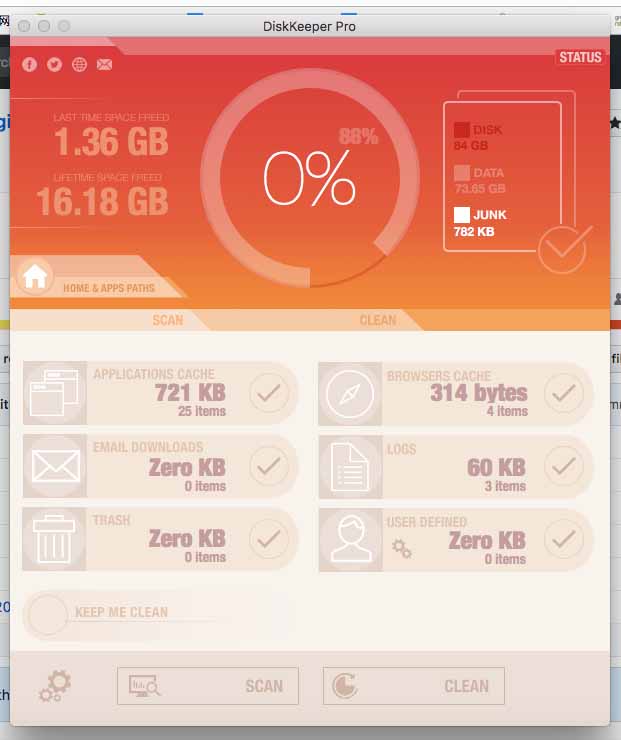 DiskKeeper Pro
STATUS
LAST TIME SPACE FREED
1.36 GB
LIFETIME SPACE FREED
16.18 GB
88%
0%
DISK
84 GB
DATA
73.65 GB
JUNK
782 KB
HOME & APPS PATHS
SCAN
CLEAN
APPLICATIONS CACHE
721 KB
25 items
BROWSERS CACHE
314 bytes
4 items
EMAIL DOWNLOADS
Zero KB
0 items
LOGS
60 KB
3 items
TRASH
Zero KB
0 items
USER DEFINED
Zero KB
0 items
KEEP ME CLEAN
SCAN
CLEAN